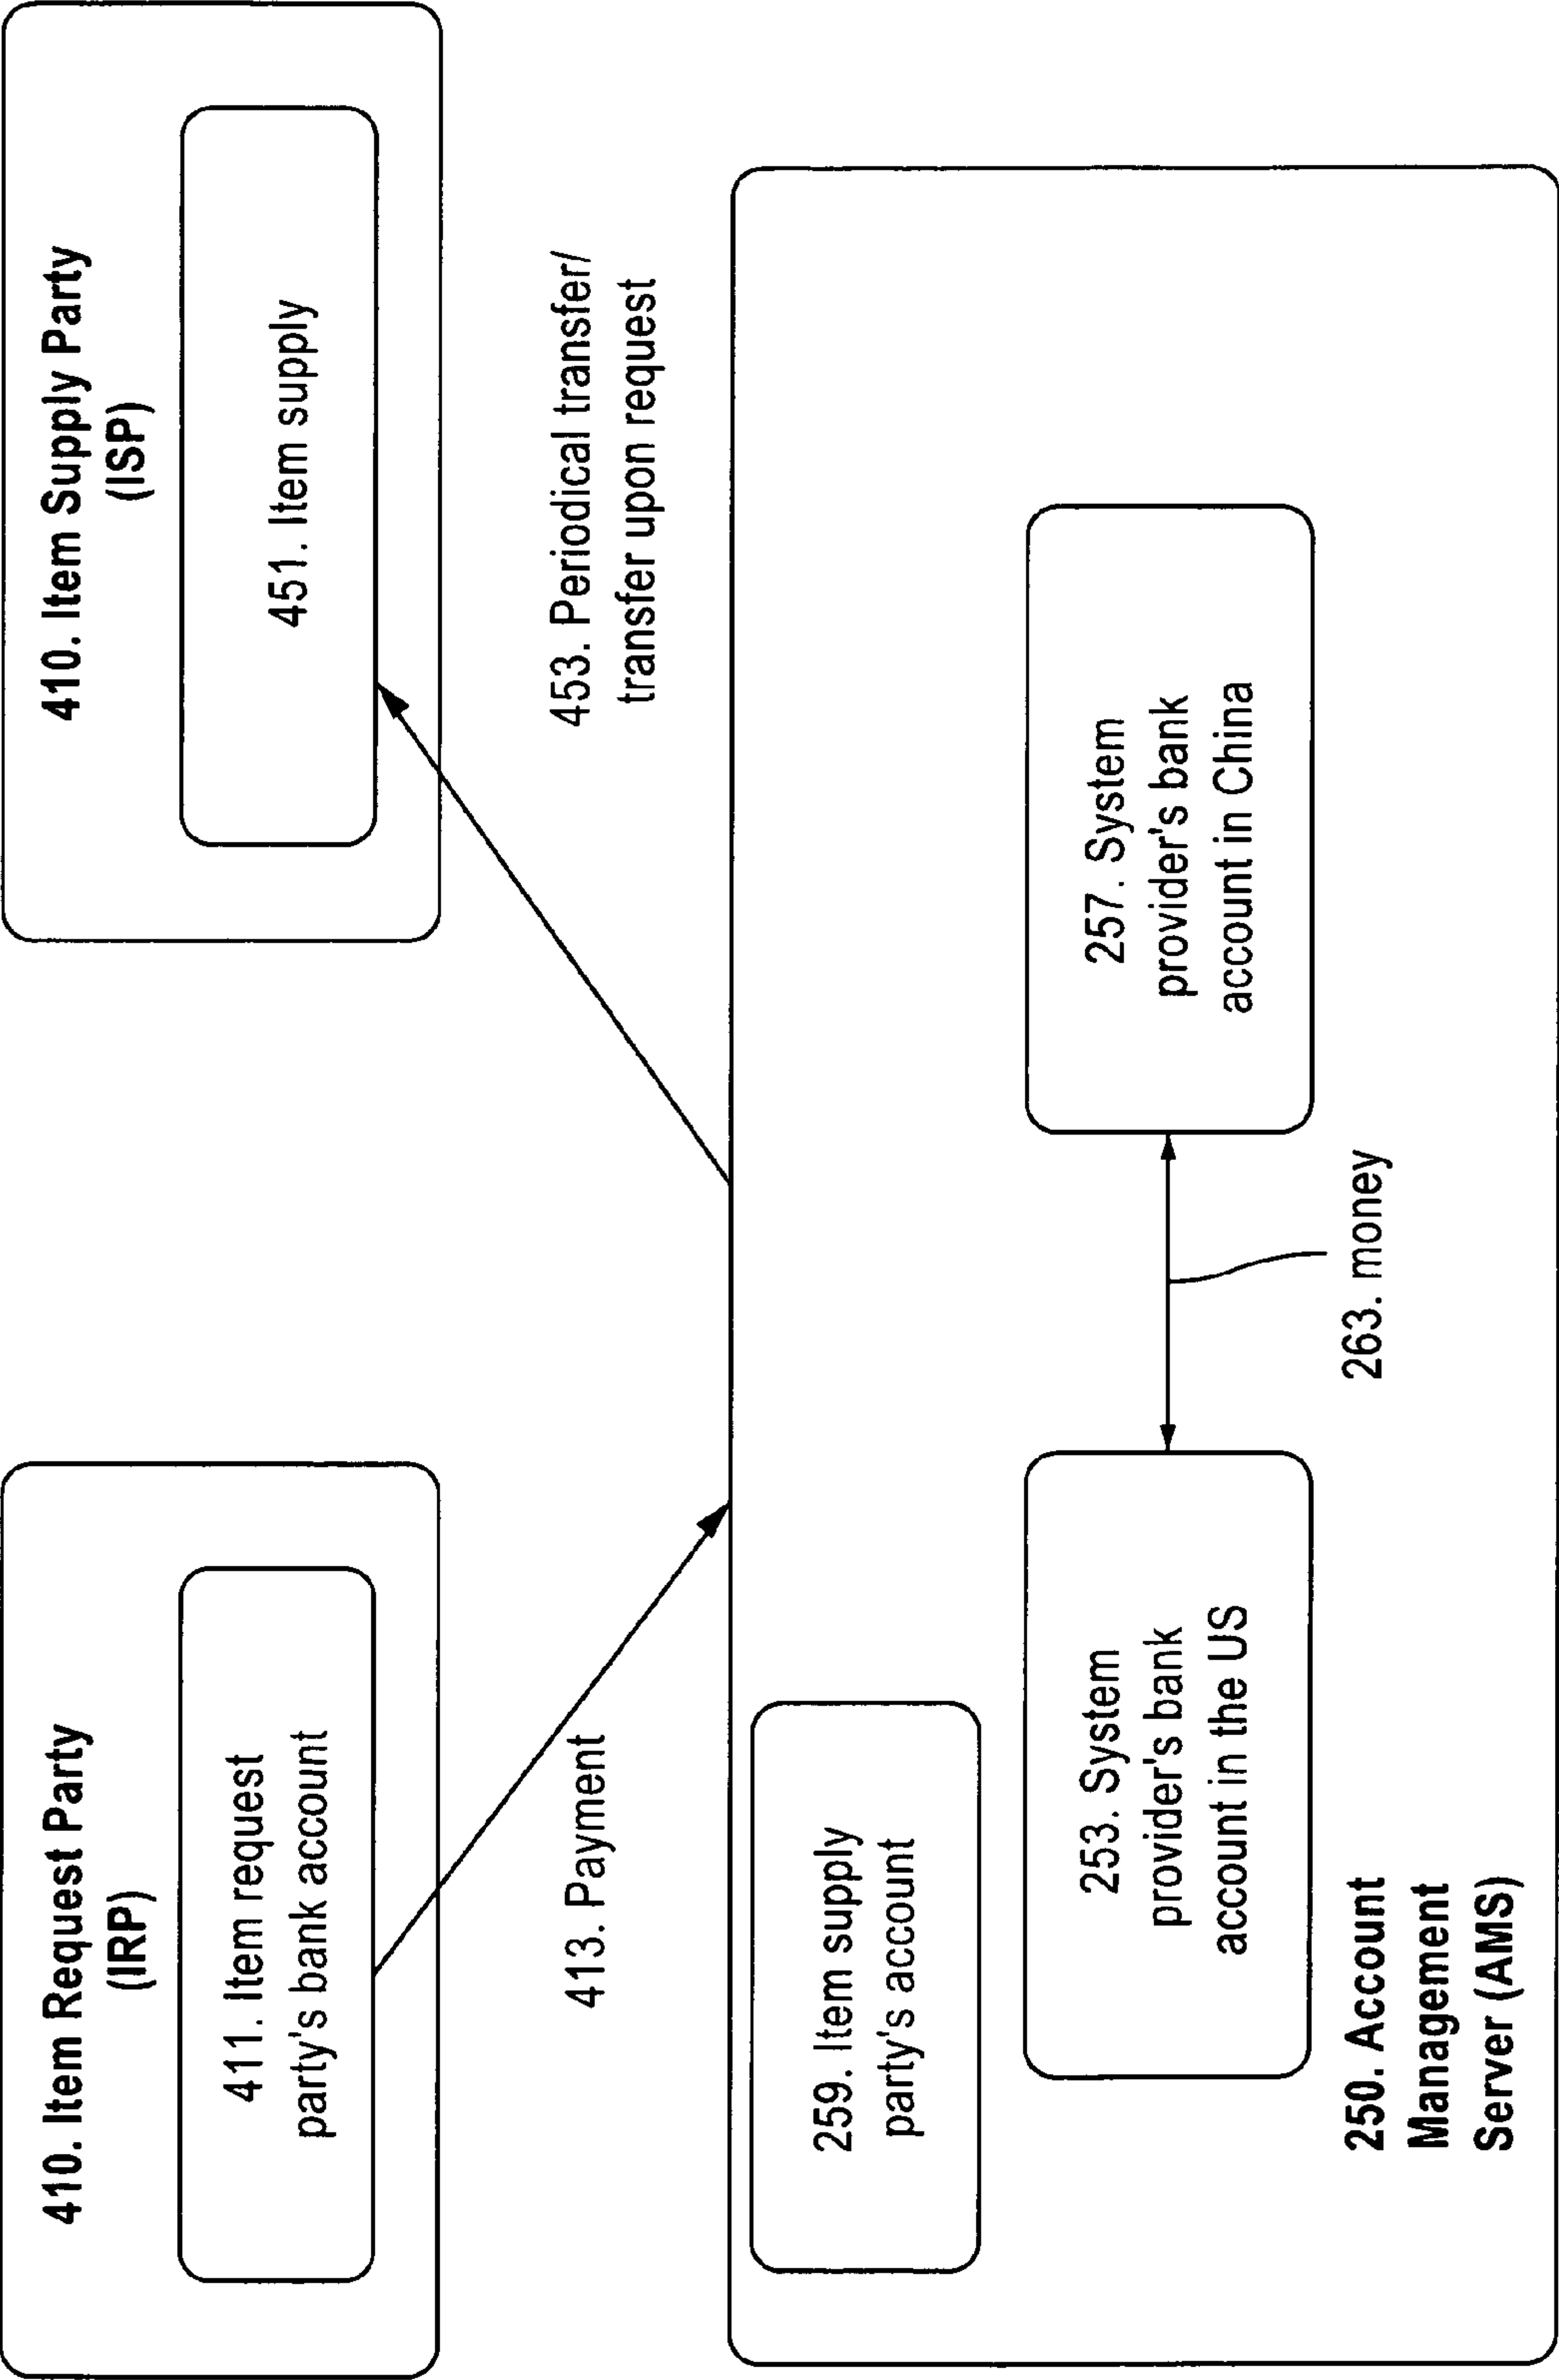 410. Item Request Party
(IRP)
411. Item request
party's bank account
410. Item Supply Party
(ISP)
451. Item supply
413. Payment
453. Periodical transfer/
transfer upon request
259. Item supply
party's account
253. System
provider's bank
account in the US
257. System
provider's bank
account in China
263. money
250. Account
Management
Server (AMS)